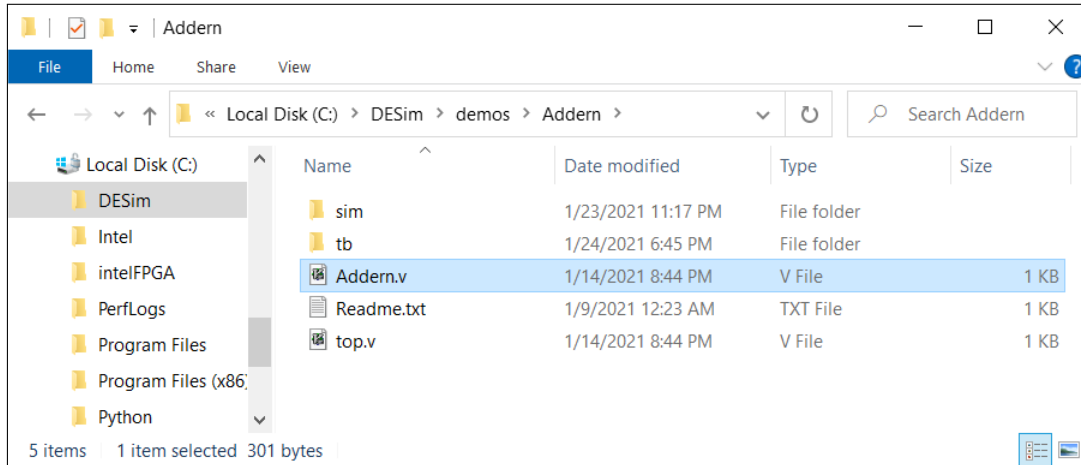 Addern
File Home Share View ?
« Local Disk (C:) > DESim > demos > Addern > Search Addern
Local Disk (C:)
DESim
Intel
intelFPGA
PerfLogs
Program Files
Program Files (x86)
Python
Name Date modified Type Size
sim 1/23/2021 11:17 PM File folder
tb 1/24/2021 6:45 PM File folder
Addern.v 1/14/2021 8:44 PM V File 1 KB
Readme.txt 1/9/2021 12:23 AM TXT File 1 KB
top.v 1/14/2021 8:44 PM V File 1 KB
5 items 1 item selected 301 bytes